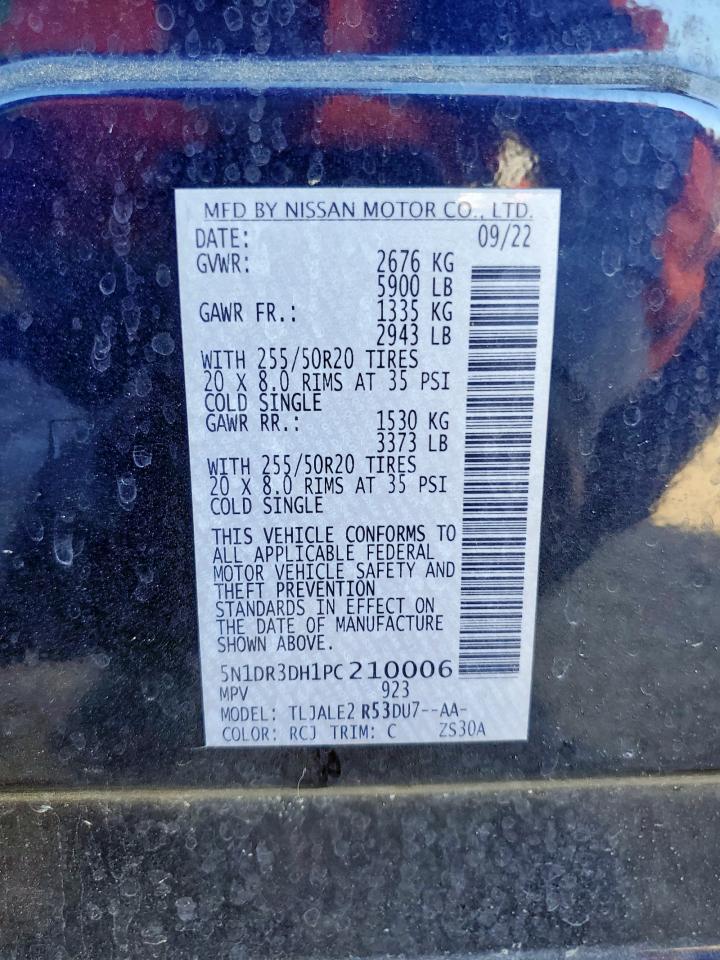 MFD BY NISSAN MOTOR CO., LTD.
DATE: 09/22
GVWR: 2676 KG
5900 LB
GAWR FR.: 1335 KG
2943 LB
WITH 255/50R20 TIRES
20 X 8.0 RIMS AT 35 PSI
COLD SINGLE
GAWR RR.: 1530 KG
3373 LB
WITH 255/50R20 TIRES
20 X 8.0 RIMS AT 35 PSI
COLD SINGLE
THIS VEHICLE CONFORMS TO
ALL APPLICABLE FEDERAL
MOTOR VEHICLE SAFETY AND
THEFT PREVENTION
STANDARDS IN EFFECT ON
THE DATE OF MANUFACTURE
SHOWN ABOVE.
5N1DR3DH1PC210006
MPV 923
MODEL: TLJALE2 R53DU7--AA-
COLOR: RCJ TRIM: C ZS30A